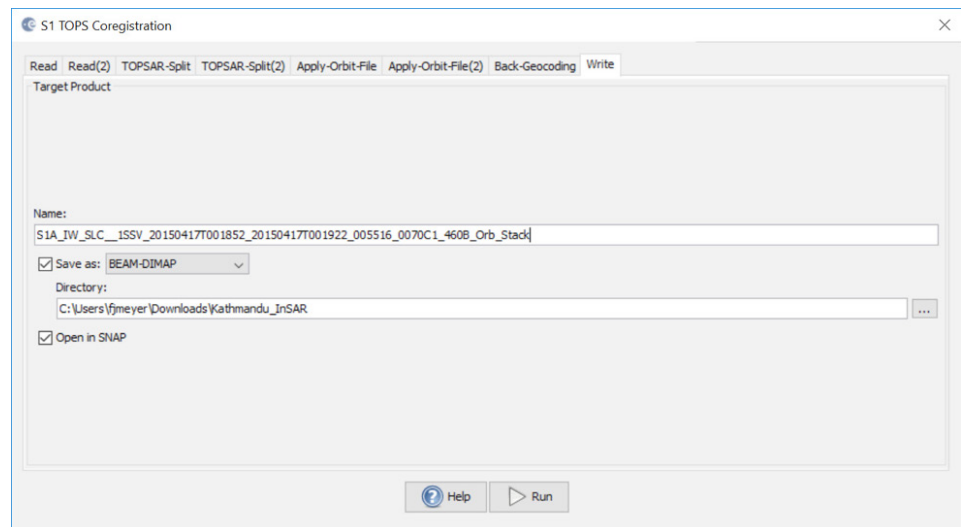 S1 TOPS Coregistration
Read Read(2) TOPSAR-Split TOPSAR-Split(2) Apply-Orbit-File Apply-Orbit-File(2) Back-Geocoding Write
Target Product
Name:
S1A_IW_SLC__1SSV_20150417T001852_20150417T001922_005516_0070C1_460B_Orb_Stack
Save as: BEAM-DIMAP
Directory:
C:\Users\fjmeyer\Downloads\Kathmandu_InSAR
...
Open in SNAP
Help Run